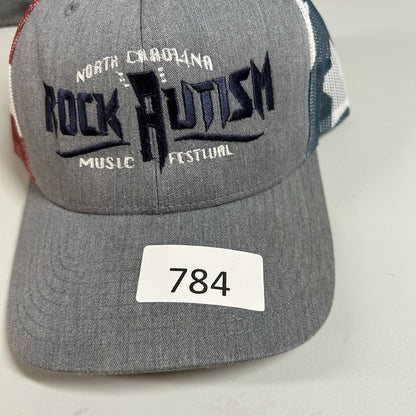 NORTH CAROLINA
ROCK AUTISM
MUSIC FESTIVAL
784